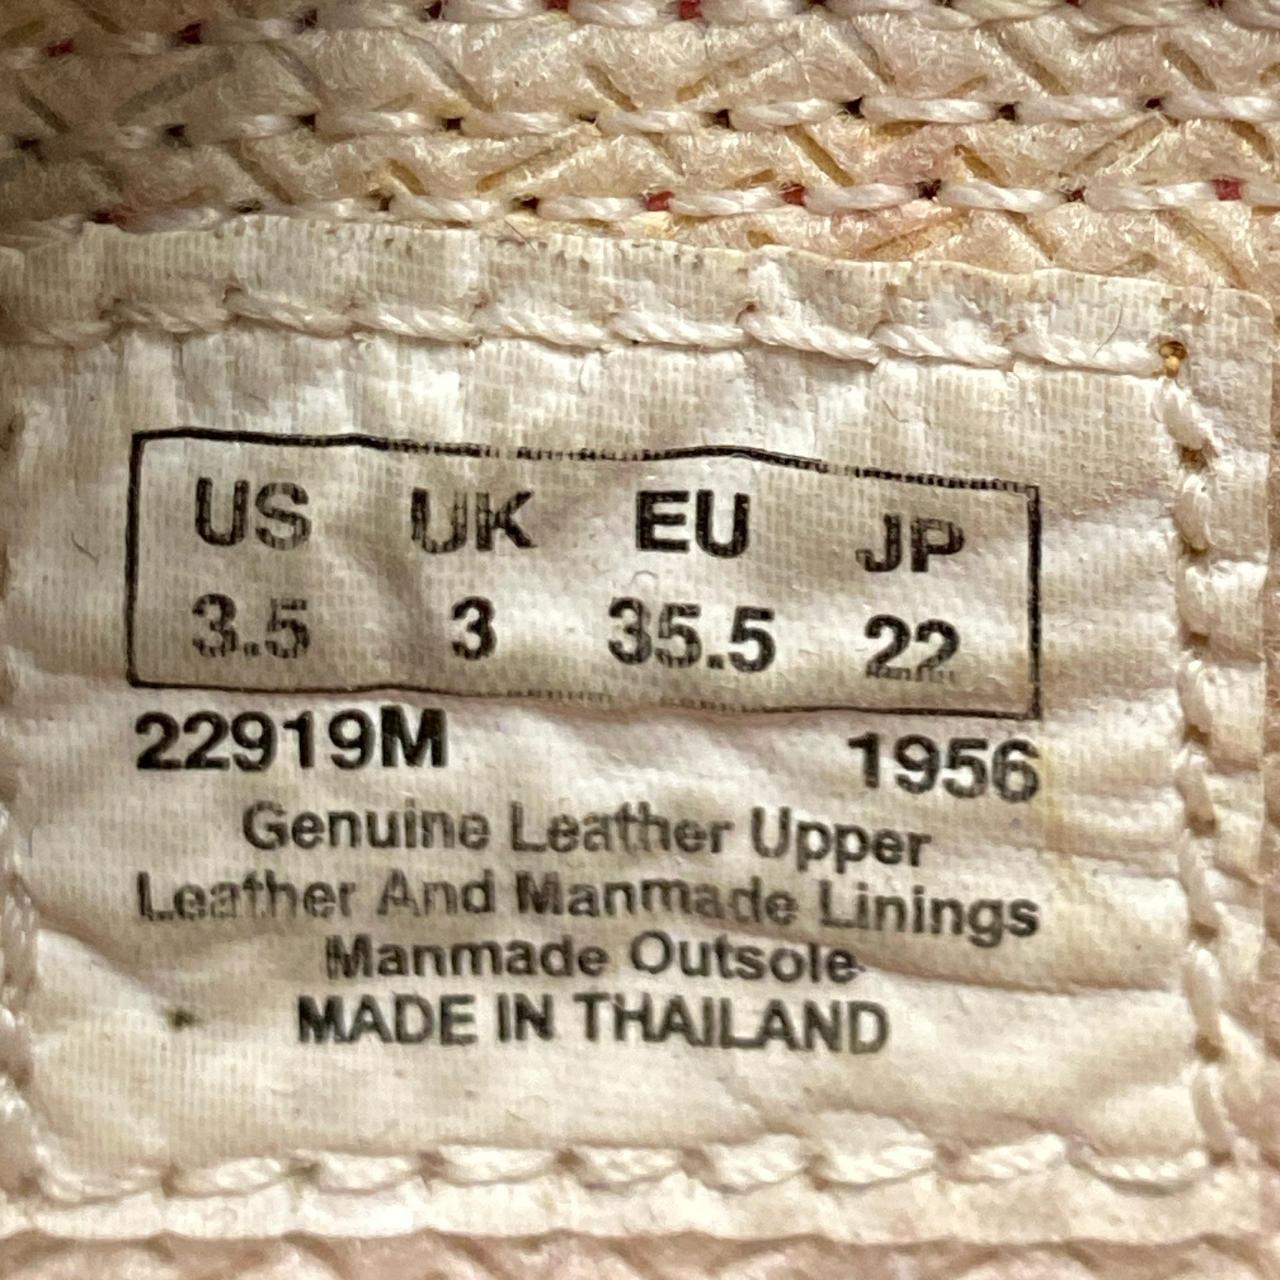 US UK EU JP
3.5 3 35.5 22
22919M 1956
Genuine Leather Upper
Leather And Manmade Linings
Manmade Outsole
MADE IN THAILAND